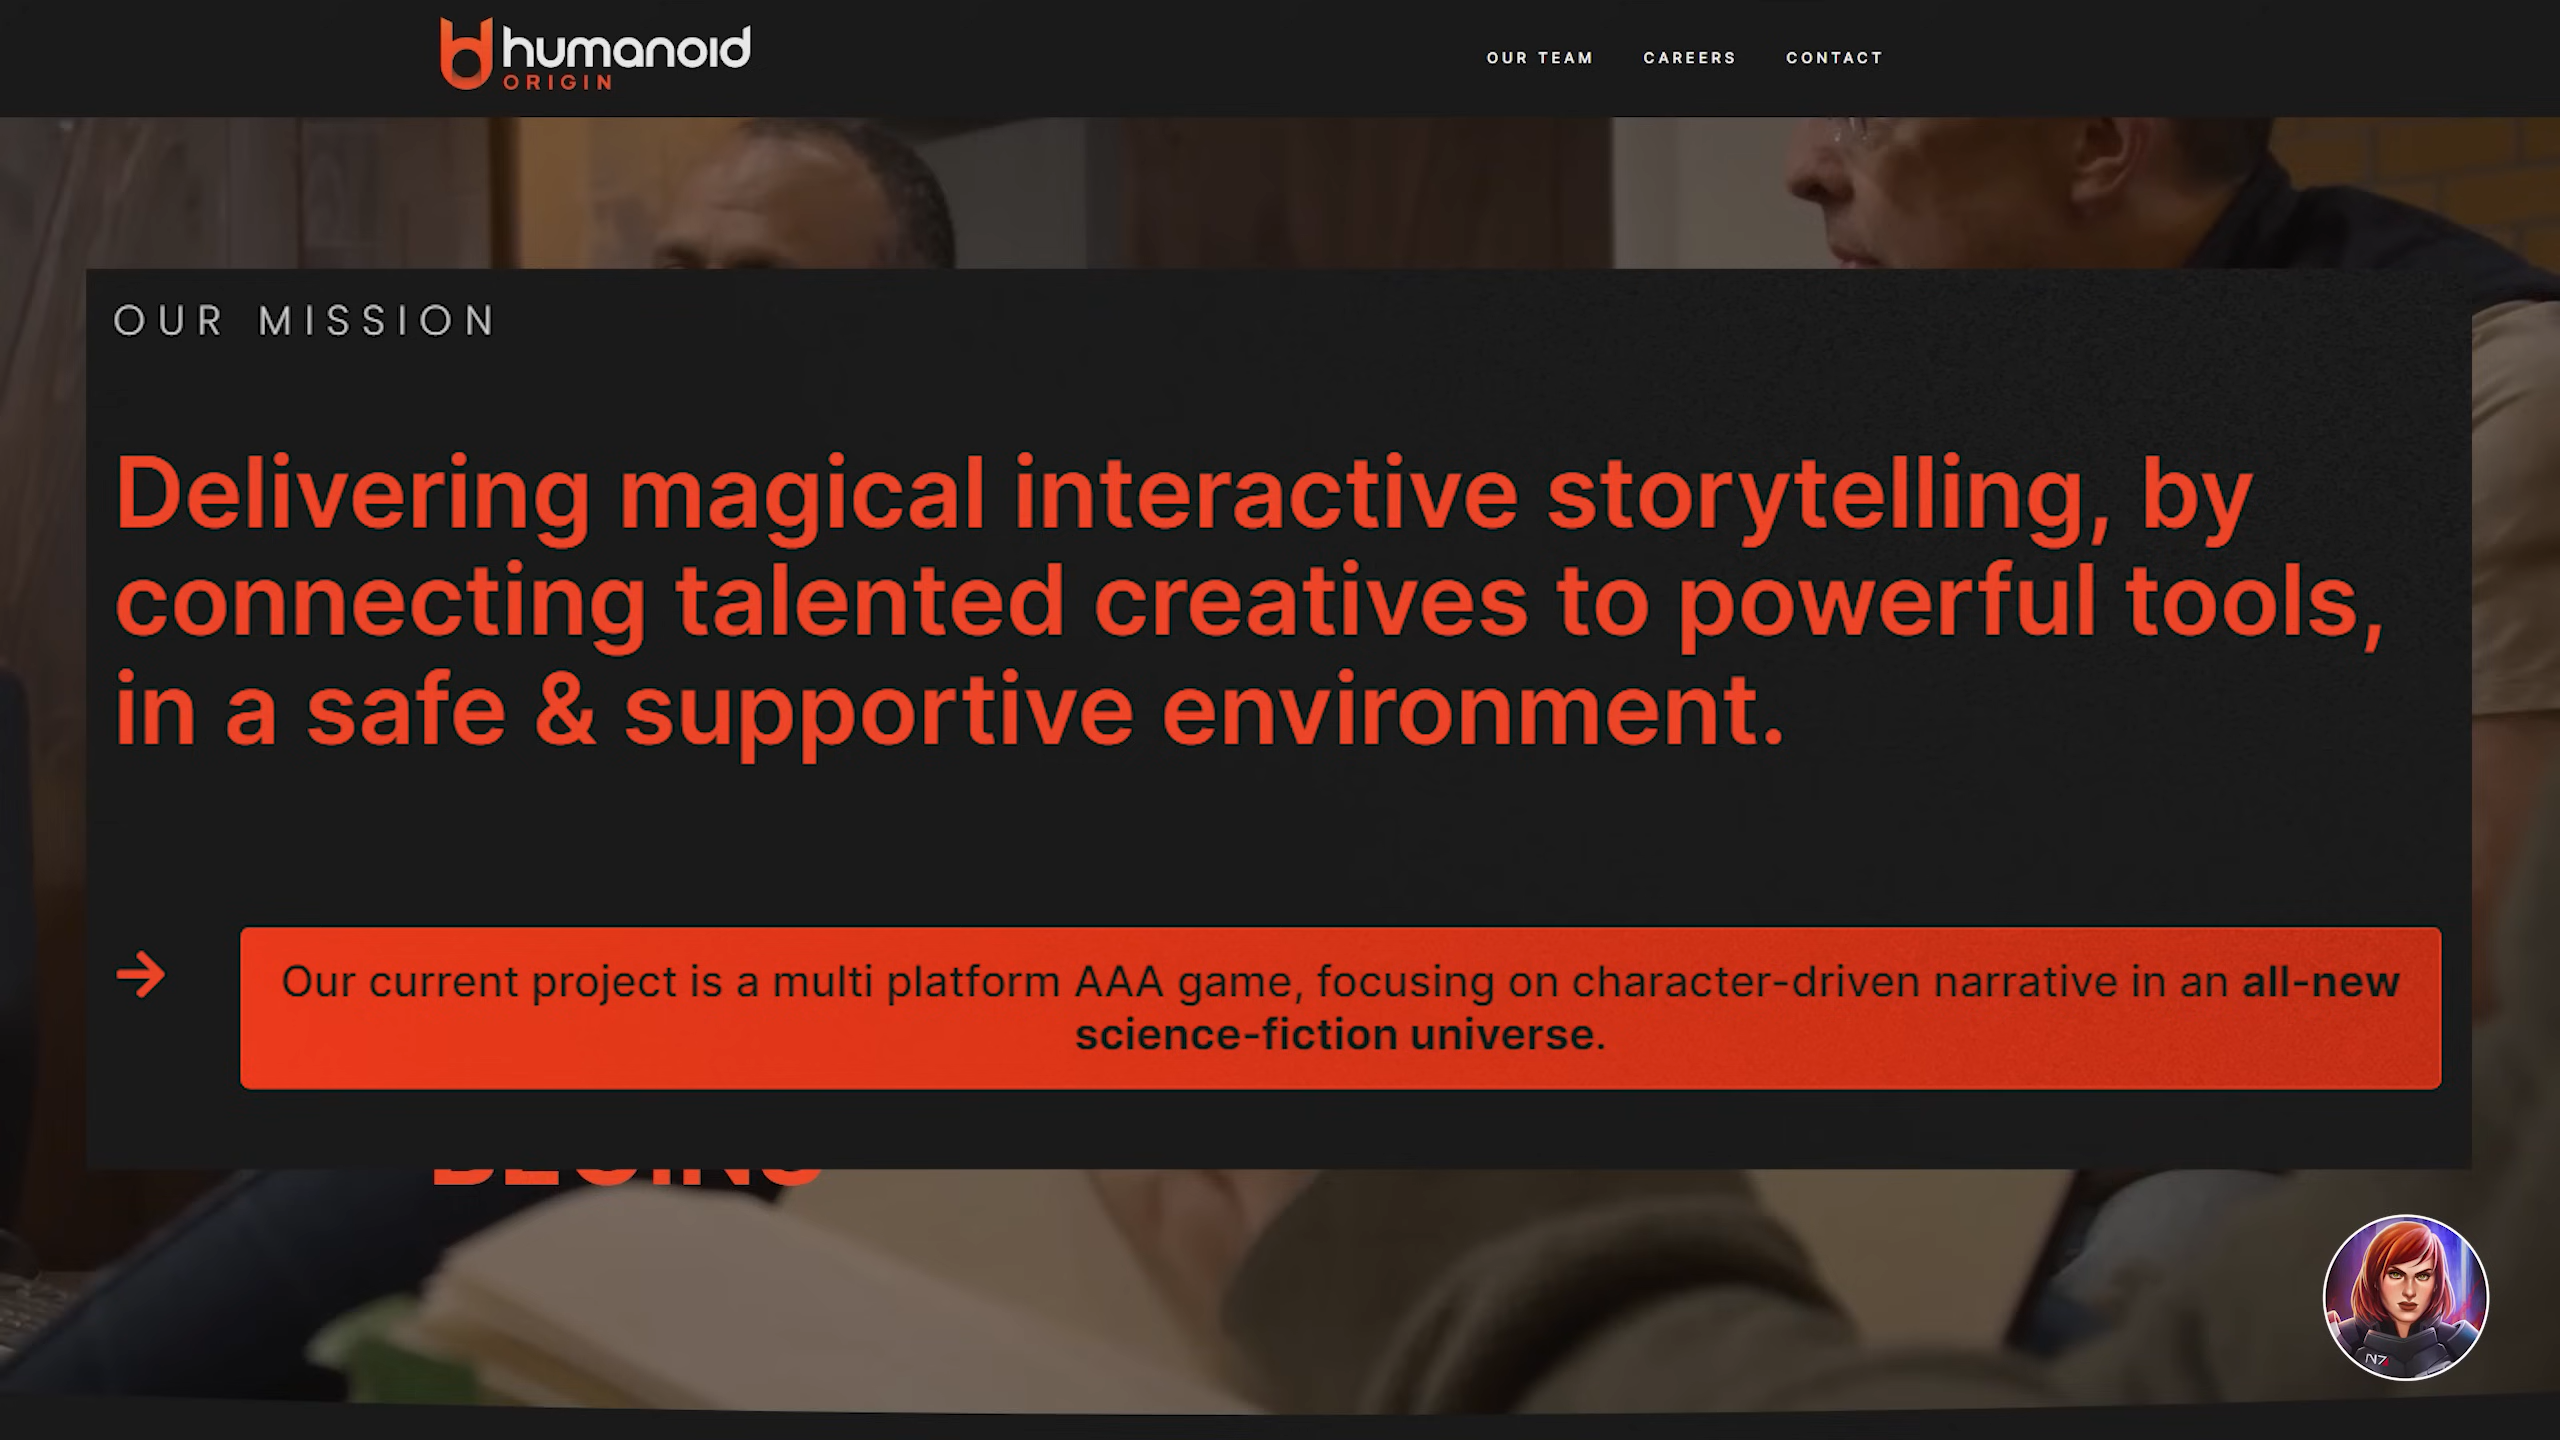 humanoid
ORIGIN
OUR TEAM CAREERS CONTACT
OUR MISSION
Delivering magical interactive storytelling, by
connecting talented creatives to powerful tools,
in a safe & supportive environment.
Our current project is a multi platform AAA game, focusing on character-driven narrative in an all-new
science-fiction universe.
BEGINS
N7